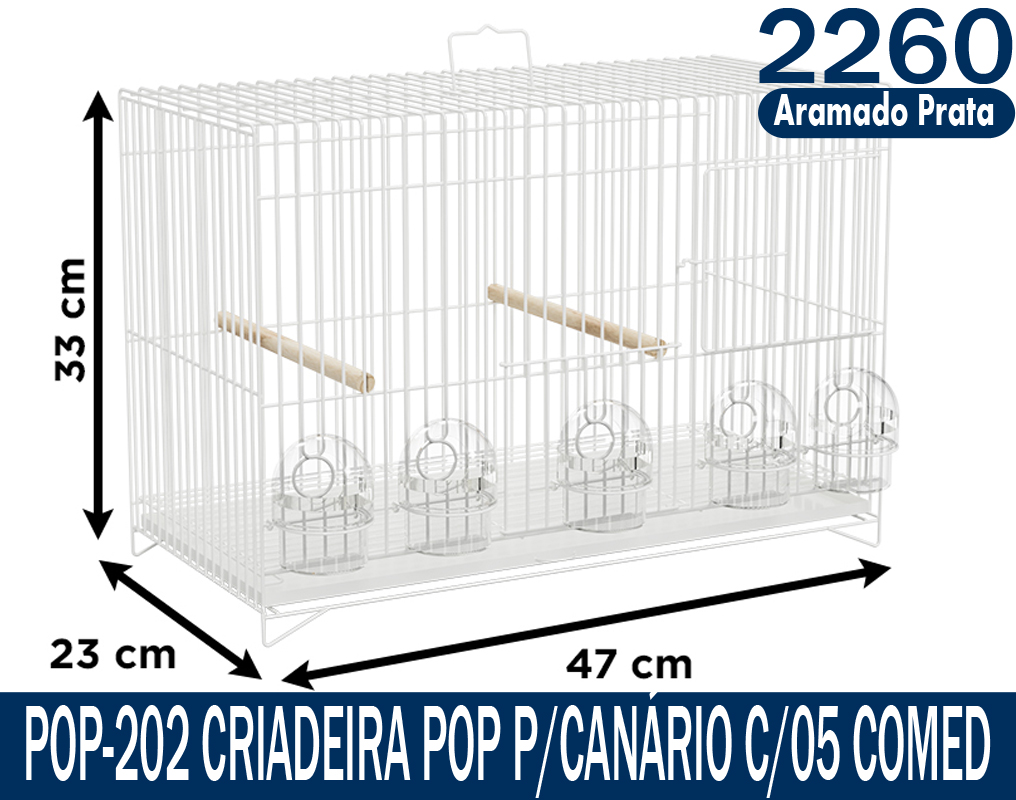 2260
Aramado Prata
33 cm
23 cm
47 cm
POP-202 CRIADEIRA POP P/CANÁRIO C/05 COMED